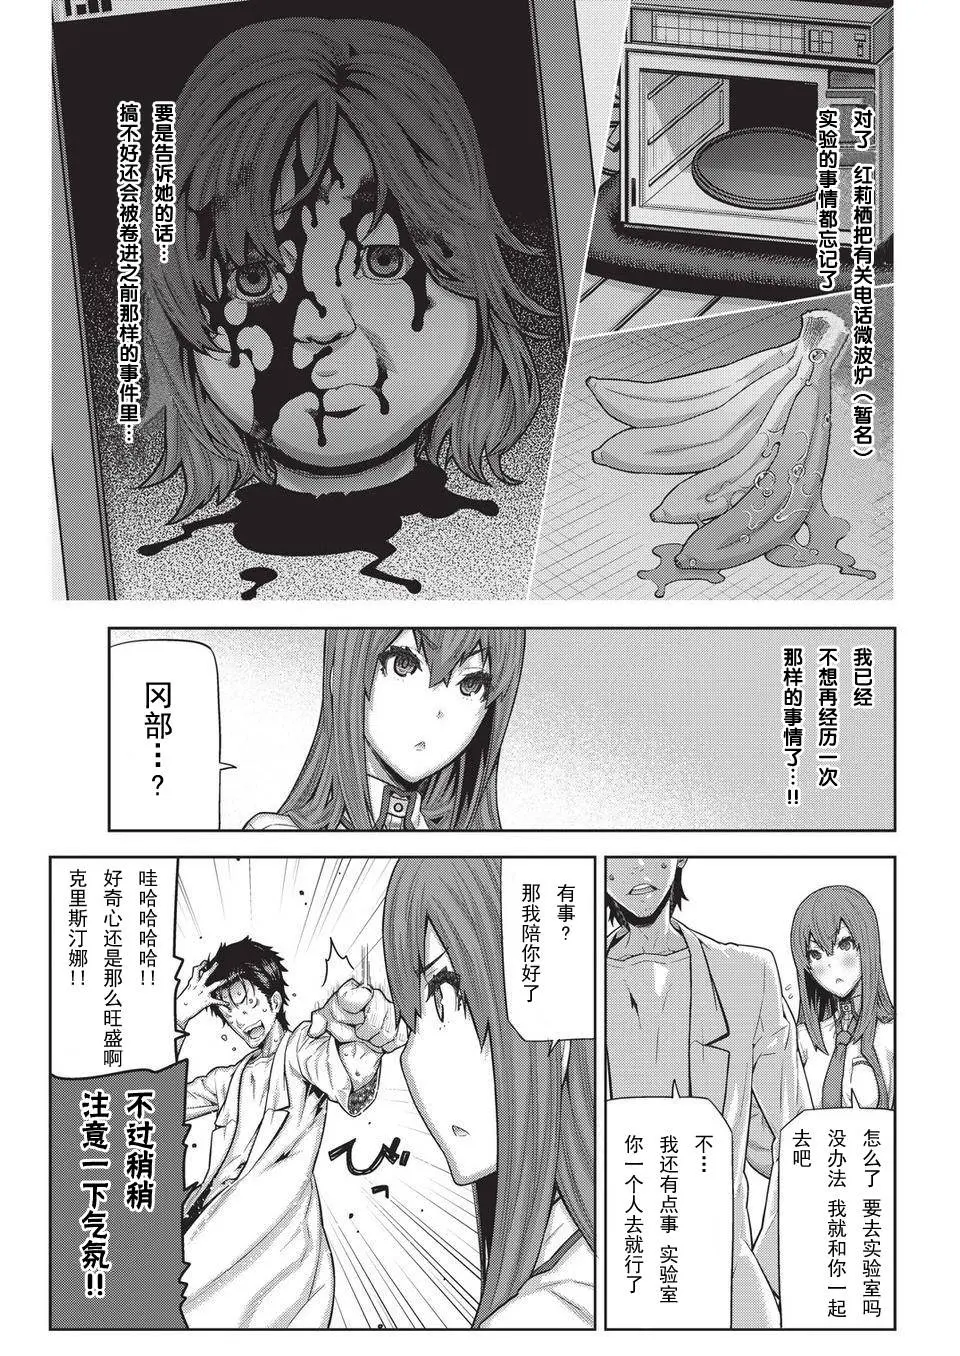 对了 红莉栖把有关电话微波炉（暂名）
实验的事情都忘记了
要是告诉她的话…
搞不好还会被卷进之前那样的事件里…
我已经
不想再经历一次
那样的事情了…!!
冈部…?
怎么了 要去实验室吗
没办法 我就和你一起
去吧
不…
我还有点事 实验室
你一个人去就行了
有事?
那我陪你好了
びっ
哇哈哈哈哈!!
好奇心还是那么旺盛啊
克里斯汀娜!!
不过稍稍
注意一下气氛!!